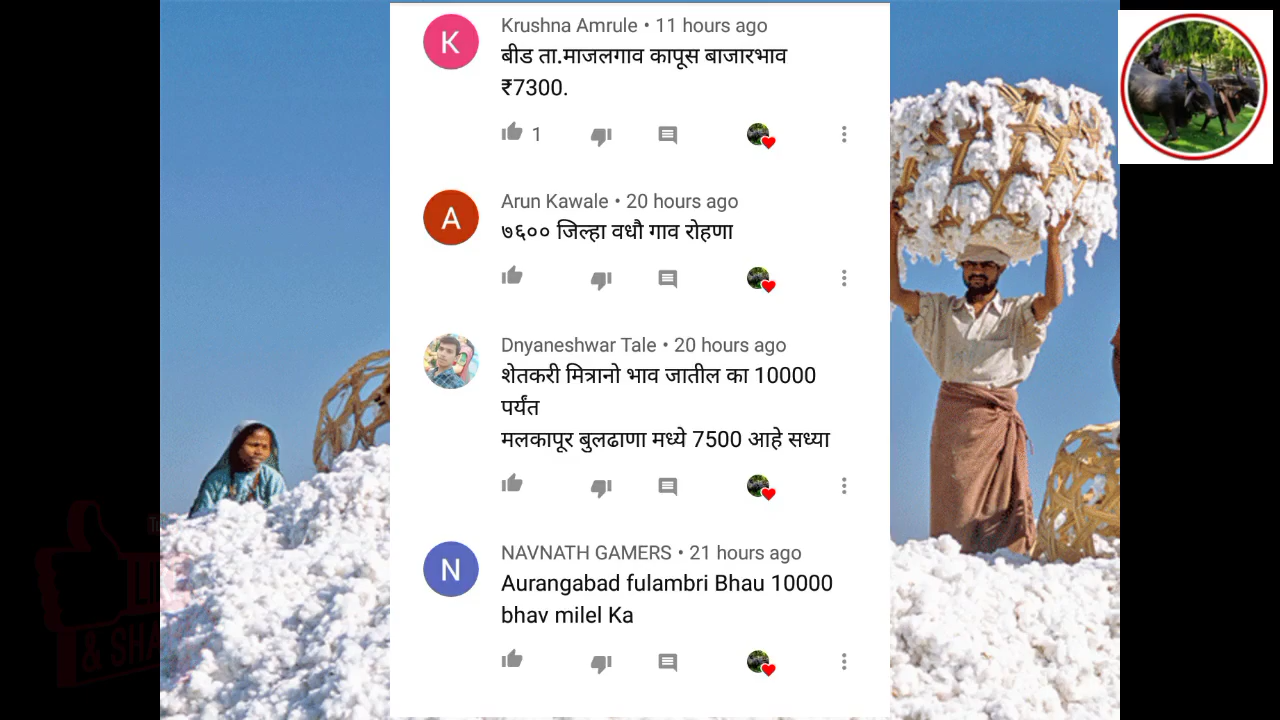 K
Krushna Amrule • 11 hours ago
बीड ता.माजलगाव कापूस बाजारभाव
₹7300.
1
A
Arun Kawale • 20 hours ago
७६०० जिल्हा वधौ गाव रोहणा
Dnyaneshwar Tale • 20 hours ago
शेतकरी मित्रानो भाव जातील का 10000
पर्यंत
मलकापूर बुलढाणा मध्ये 7500 आहे सध्या
N
NAVNATH GAMERS • 21 hours ago
Aurangabad fulambri Bhau 10000
bhav milel Ka
& SHA